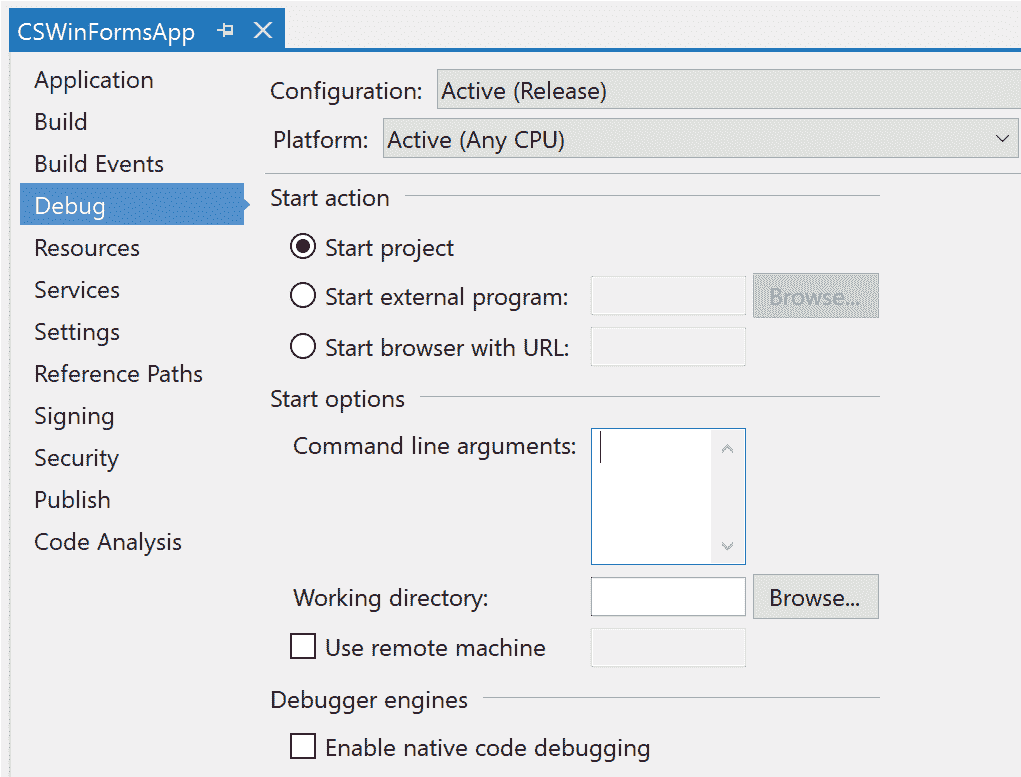 CSWinFormsApp
Application
Build
Build Events
Debug
Resources
Services
Settings
Reference Paths
Signing
Security
Publish
Code Analysis
Configuration: Active (Release)
Platform: Active (Any CPU)
Start action
Start project
Start external program: Browse...
Start browser with URL:
Start options
Command line arguments:
Working directory: Browse...
Use remote machine
Debugger engines
Enable native code debugging